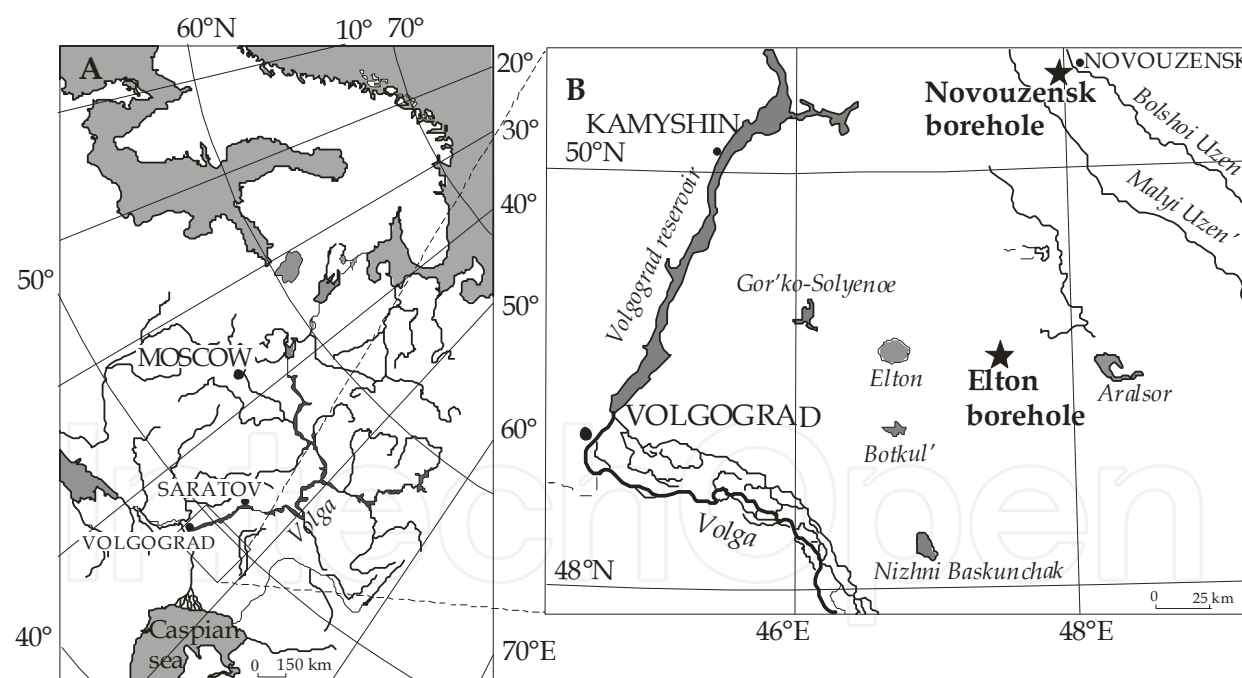 60°N
10°
70°
A
20°
30°
40°
50°
50°
MOSCOW
60°
SARATOV
Volga
VOLGOGRAD
40°
Caspian
sea
0 150 km
70°E
B
NOVOUZENSK
Novouzensk
borehole
Bolshoi Uzen'
KAMYSHIN
50°N
Malyi Uzen'
Volgograd reservoir
Gor'ko-Solyenoe
Elton
Elton
borehole
Aralsor
VOLGOGRAD
Botkul'
Volga
Nizhni Baskunchak
48°N
0 25 km
46°E
48°E
IntechOpen